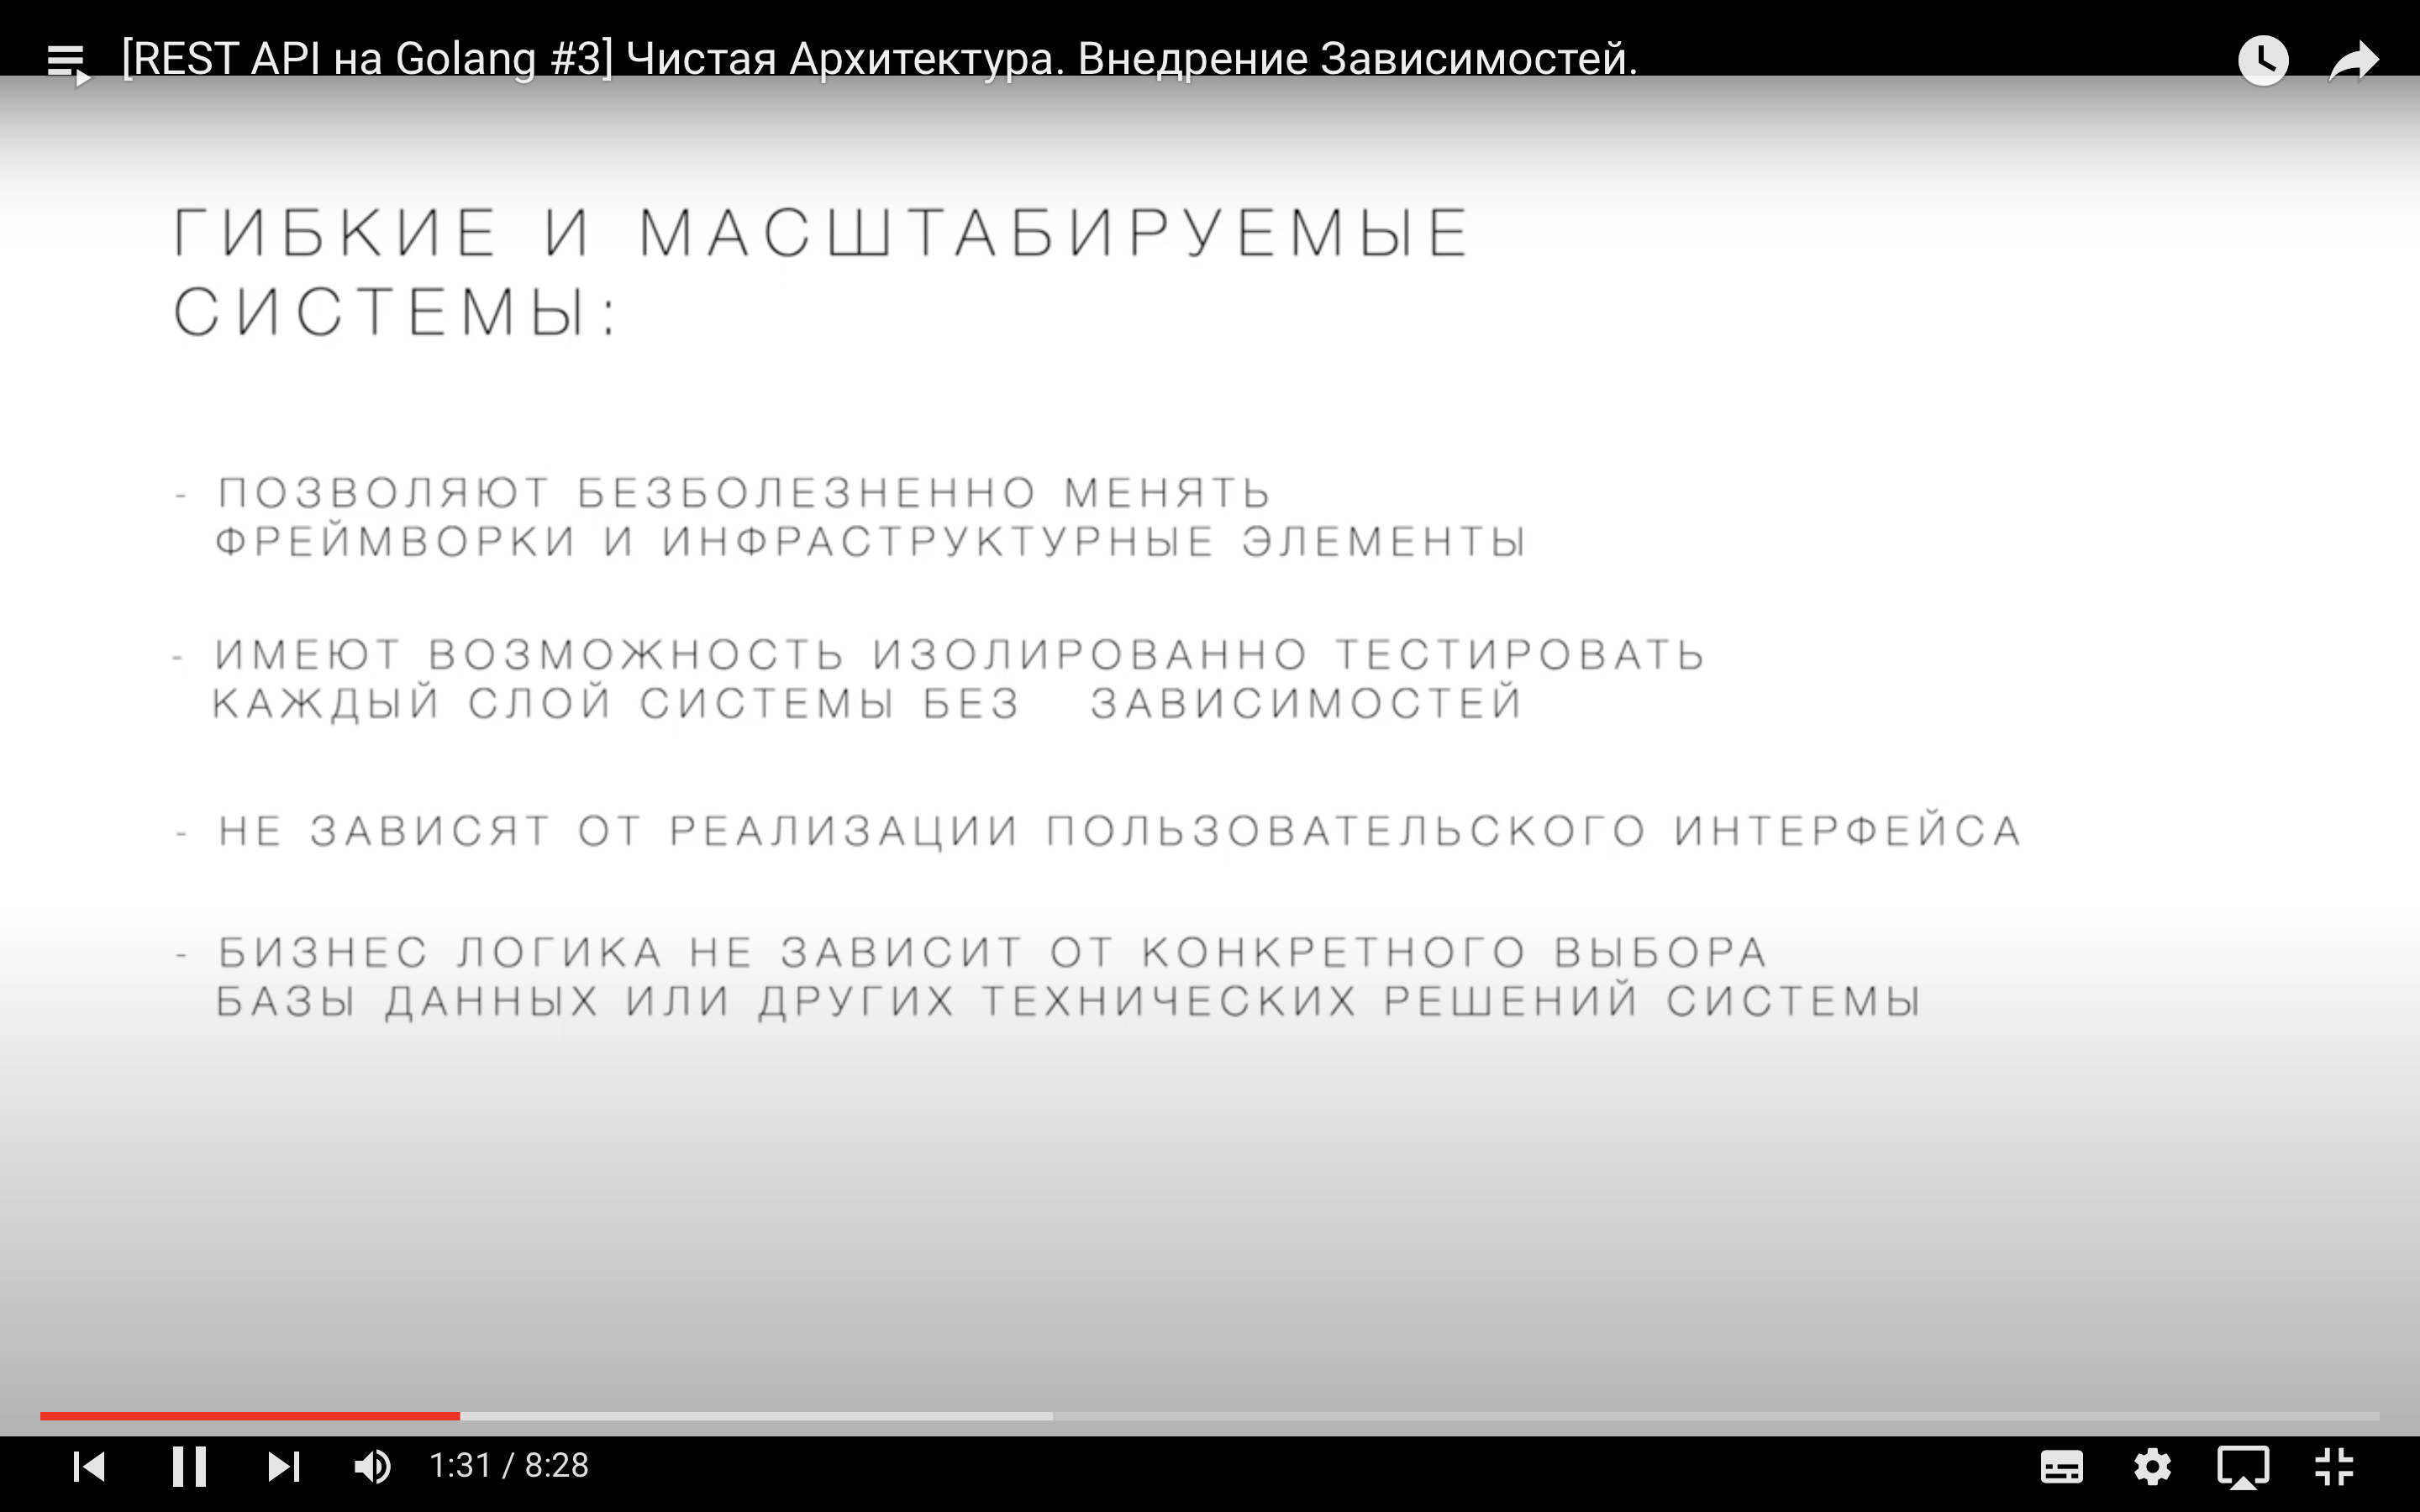 [REST API на Golang #3] Чистая Архитектура. Внедрение Зависимостей.
ГИБКИЕ И МАСШТАБИРУЕМЫЕ
СИСТЕМЫ:
- ПОЗВОЛЯЮТ БЕЗБОЛЕЗНЕННО МЕНЯТЬ
ФРЕЙМВОРКИ И ИНФРАСТРУКТУРНЫЕ ЭЛЕМЕНТЫ
- ИМЕЮТ ВОЗМОЖНОСТЬ ИЗОЛИРОВАННО ТЕСТИРОВАТЬ
КАЖДЫЙ СЛОЙ СИСТЕМЫ БЕЗ ЗАВИСИМОСТЕЙ
- НЕ ЗАВИСЯТ ОТ РЕАЛИЗАЦИИ ПОЛЬЗОВАТЕЛЬСКОГО ИНТЕРФЕЙСА
- БИЗНЕС ЛОГИКА НЕ ЗАВИСИТ ОТ КОНКРЕТНОГО ВЫБОРА
БАЗЫ ДАННЫХ ИЛИ ДРУГИХ ТЕХНИЧЕСКИХ РЕШЕНИЙ СИСТЕМЫ
1:31 / 8:28